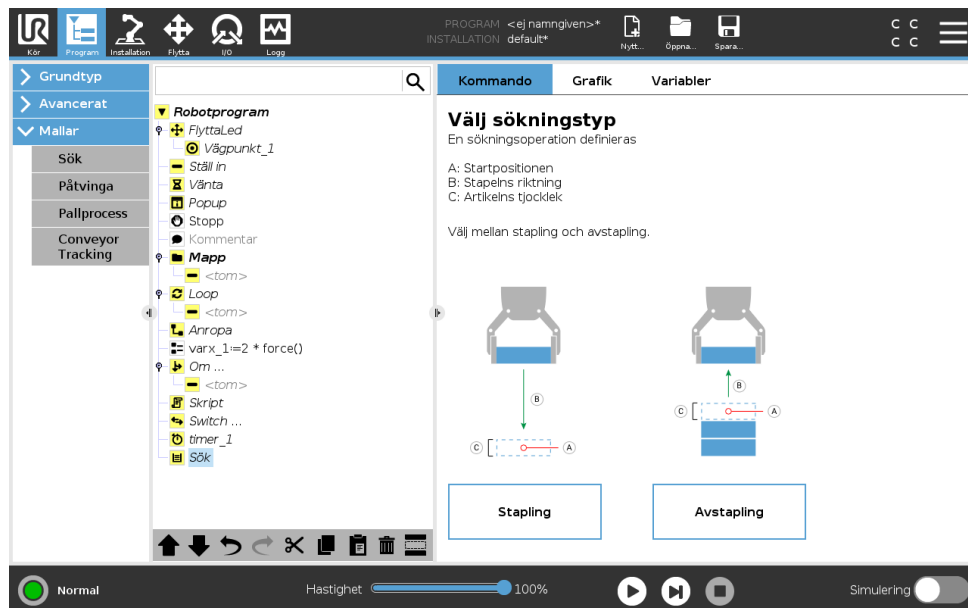 PROGRAM <ej namngiven>*
INSTALLATION default*
Kör
Program
Installation
Flytta
I/O
Logg
Nytt...
Öppna...
Spara...
C C
C C
Grundtyp
Avancerat
Mallar
Sök
Påtvinga
Pallprocess
Conveyor
Tracking
Robotprogram
FlyttaLed
Vägpunkt_1
Ställ in
Vänta
Popup
Stopp
Kommentar
Mapp
<tom>
Loop
<tom>
Anropa
varx_1:=2 * force()
Om ...
<tom>
Skript
Switch ...
timer_1
Sök
Kommando
Grafik
Variabler
Välj sökningstyp
En sökningsoperation definieras
A: Startpositionen
B: Stapelns riktning
C: Artikelns tjocklek
Välj mellan stapling och avstapling.
B
C
A
B
C
A
Stapling
Avstapling
Normal
Hastighet
100%
Simulering